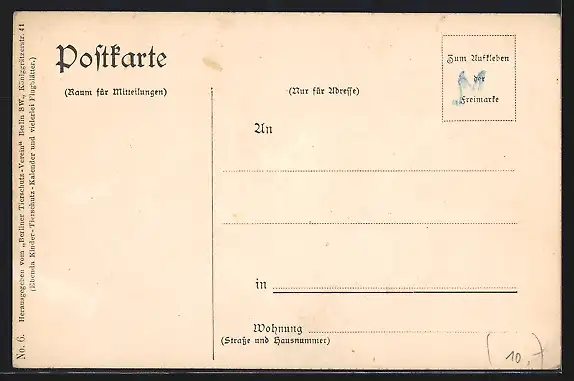 No. 6. Herausgegeben vom „Berliner Tierschutz-Verein“ Berlin SW., Königgrätzerstr. 41
(Ebenda Kinder-Tierschutz-Kalender und vielerlei Flugblätter.)
Postkarte
(Raum für Mitteilungen)
(Nur für Adresse)
Zum Aufkleben
der
Freimarke
M
An
in
Wohnung
(Straße und Hausnummer)
(10,-)